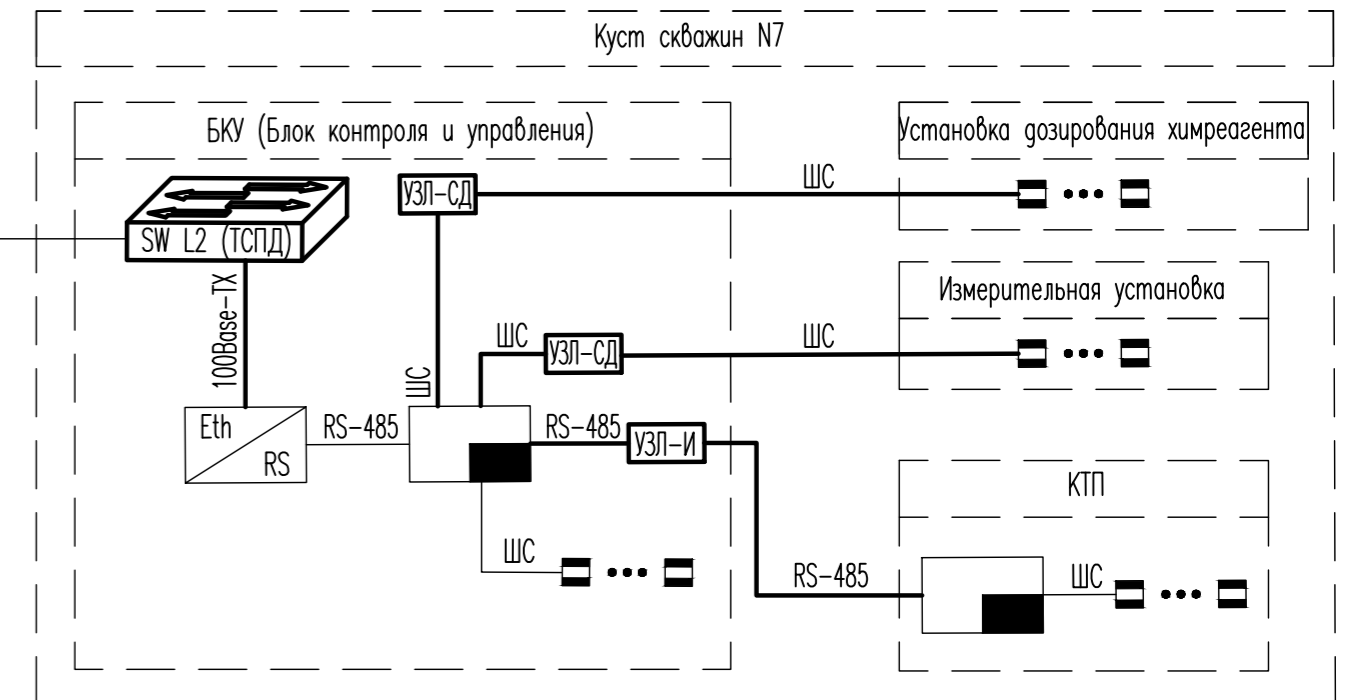 Куст скважин N7
БКУ (Блок контроля и управления)
Установка дозирования химреагента
ШС
УЗЛ-СД
SW L2 (ТСПД)
100Base-TX
Измерительная установка
ШС
УЗЛ-СД
ШС
ШС
Eth
RS
RS-485
RS-485
УЗЛ-И
КТП
ШС
RS-485
ШС